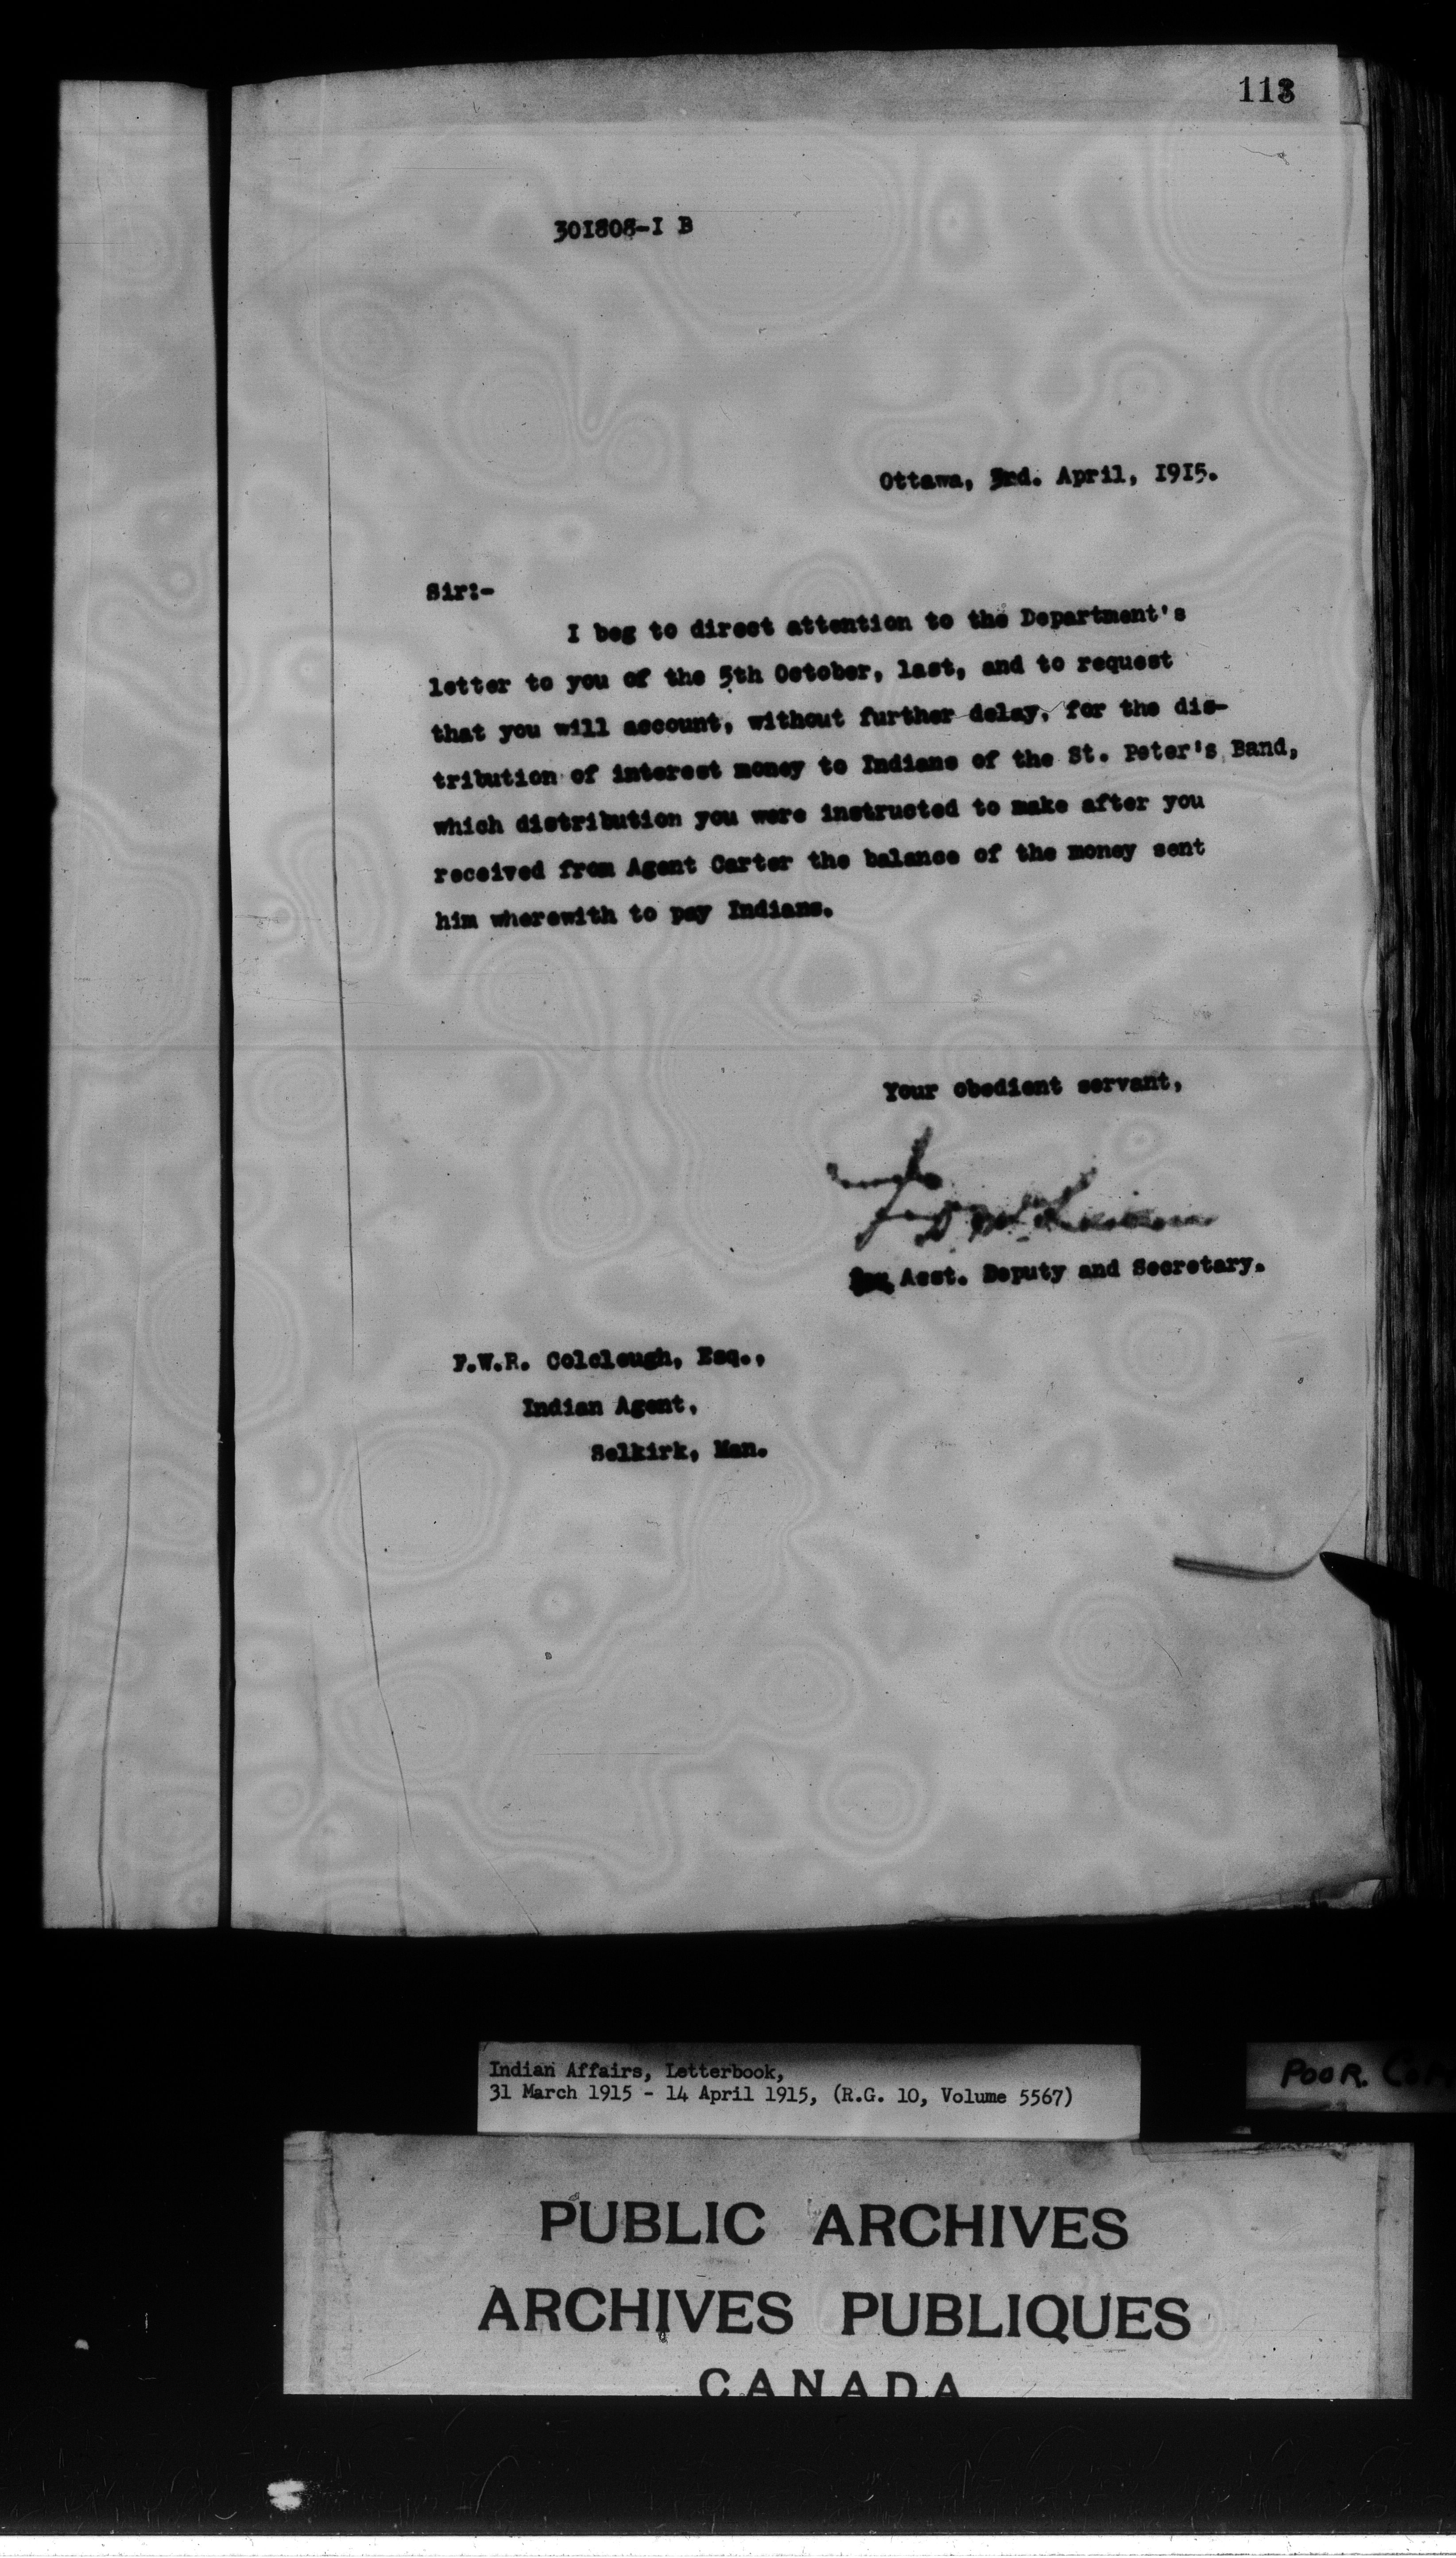 113
301808-I B
Ottawa, 3rd. April, 1915.
Sir:-
I beg to direct attention to the Department's
letter to you of the 5th October, last, and to request
that you will account, without further delay, for the dis-
tribution of interest money to Indians of the St. Peter's Band,
which distribution you were instructed to make after you
received from Agent Carter the balance of the money sent
him wherewith to pay Indians.
Your obedient servant,
Asst. Deputy and Secretary.
F.W.R. Colcleugh, Esq.,
Indian Agent,
Selkirk, Man.
Indian Affairs, Letterbook,
31 March 1915 - 14 April 1915, (R.G. 10, Volume 5567)
POOR. COP
PUBLIC ARCHIVES
ARCHIVES PUBLIQUES
CANADA